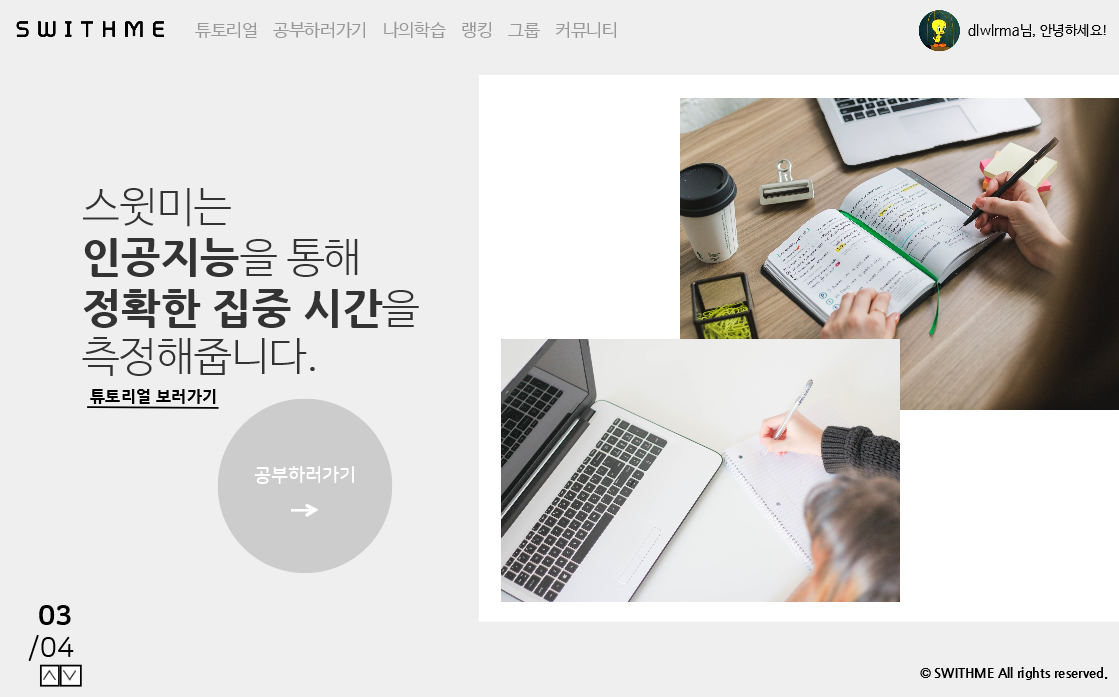 SWITHME 튜토리얼 공부하러가기 나의학습 랭킹 그룹 커뮤니티 dlwlrma님, 안녕하세요!
스윗미는
인공지능을 통해
정확한 집중 시간을
측정해줍니다.
튜토리얼 보러가기
공부하러가기
03
/04
© SWITHME All rights reserved.